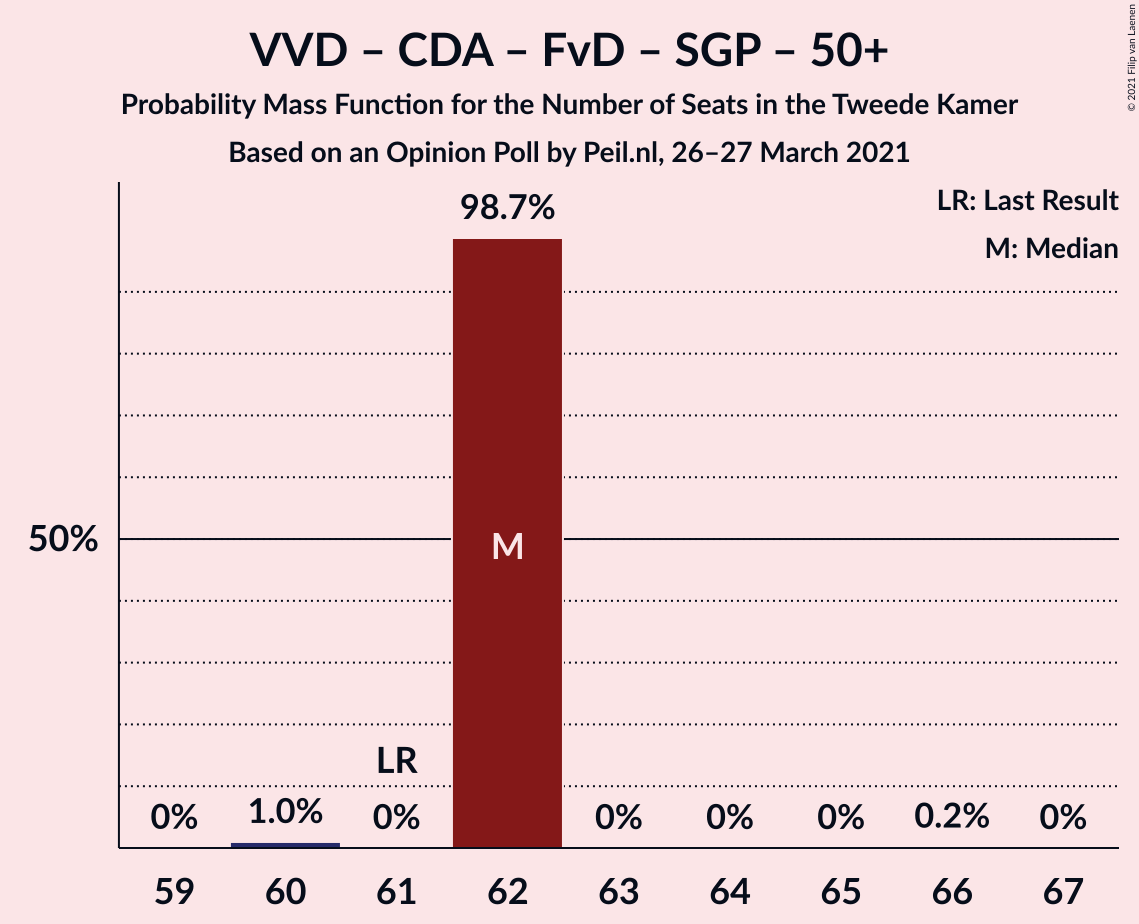 VVD – CDA – FvD – SGP – 50+
Probability Mass Function for the Number of Seats in the Tweede Kamer
Based on an Opinion Poll by Peil.nl, 26–27 March 2021
© 2021 Filip van Laenen
LR: Last Result
M: Median
98.7%
50%
M
LR
0% 1.0% 0% 0% 0% 0% 0.2% 0%
59 60 61 62 63 64 65 66 67